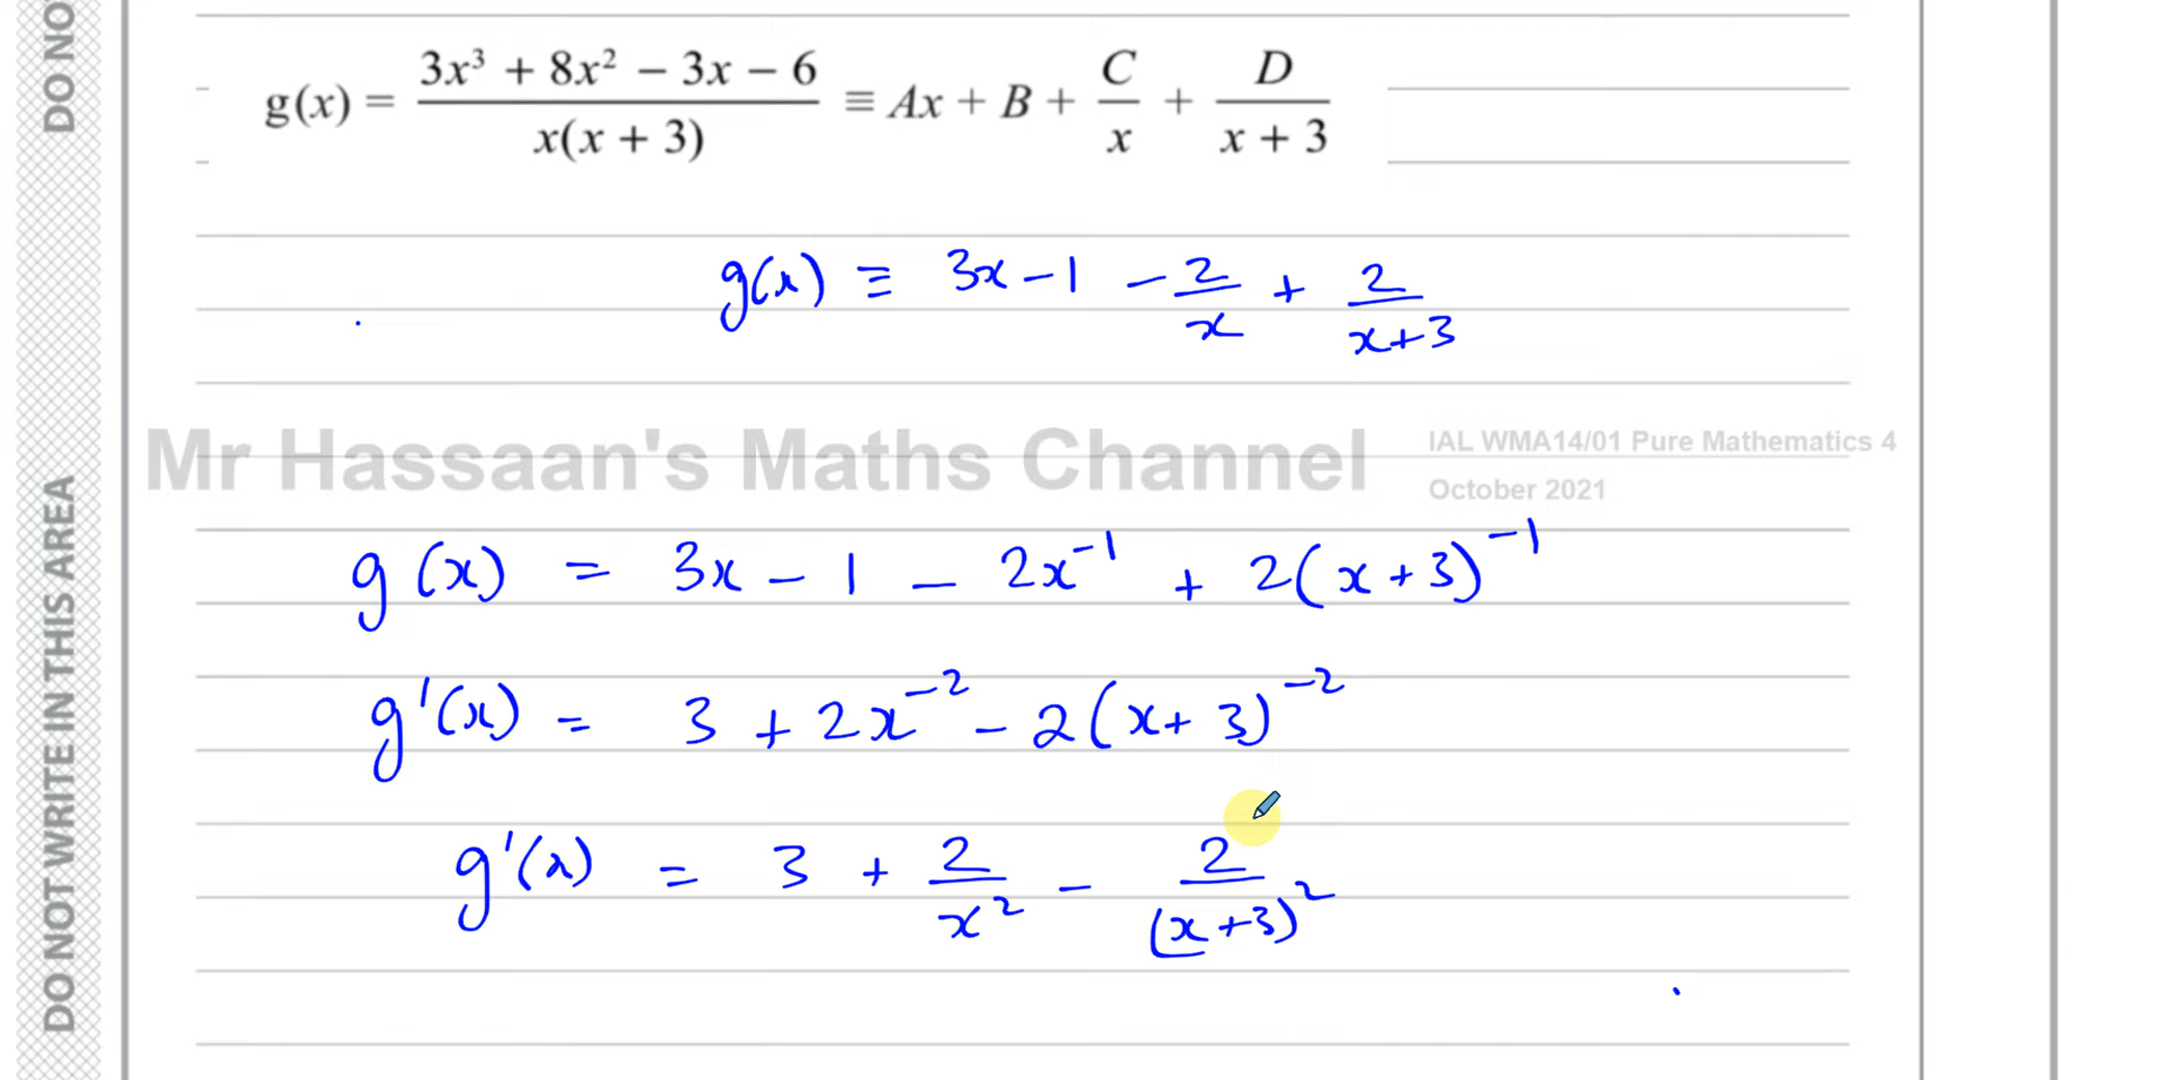 DO NO
g(x) = (3x³ + 8x² − 3x − 6)/(x(x + 3)) ≡ Ax + B + C/x + D/(x + 3)
g(x) ≡ 3x − 1 − 2/x + 2/(x+3)
Mr Hassaan's Maths Channel
IAL WMA14/01 Pure Mathematics 4
October 2021
DO NOT WRITE IN THIS AREA
g(x) = 3x − 1 − 2x⁻¹ + 2(x+3)⁻¹
g'(x) = 3 + 2x⁻² − 2(x+3)⁻²
g'(x) = 3 + 2/x² − 2/(x+3)²